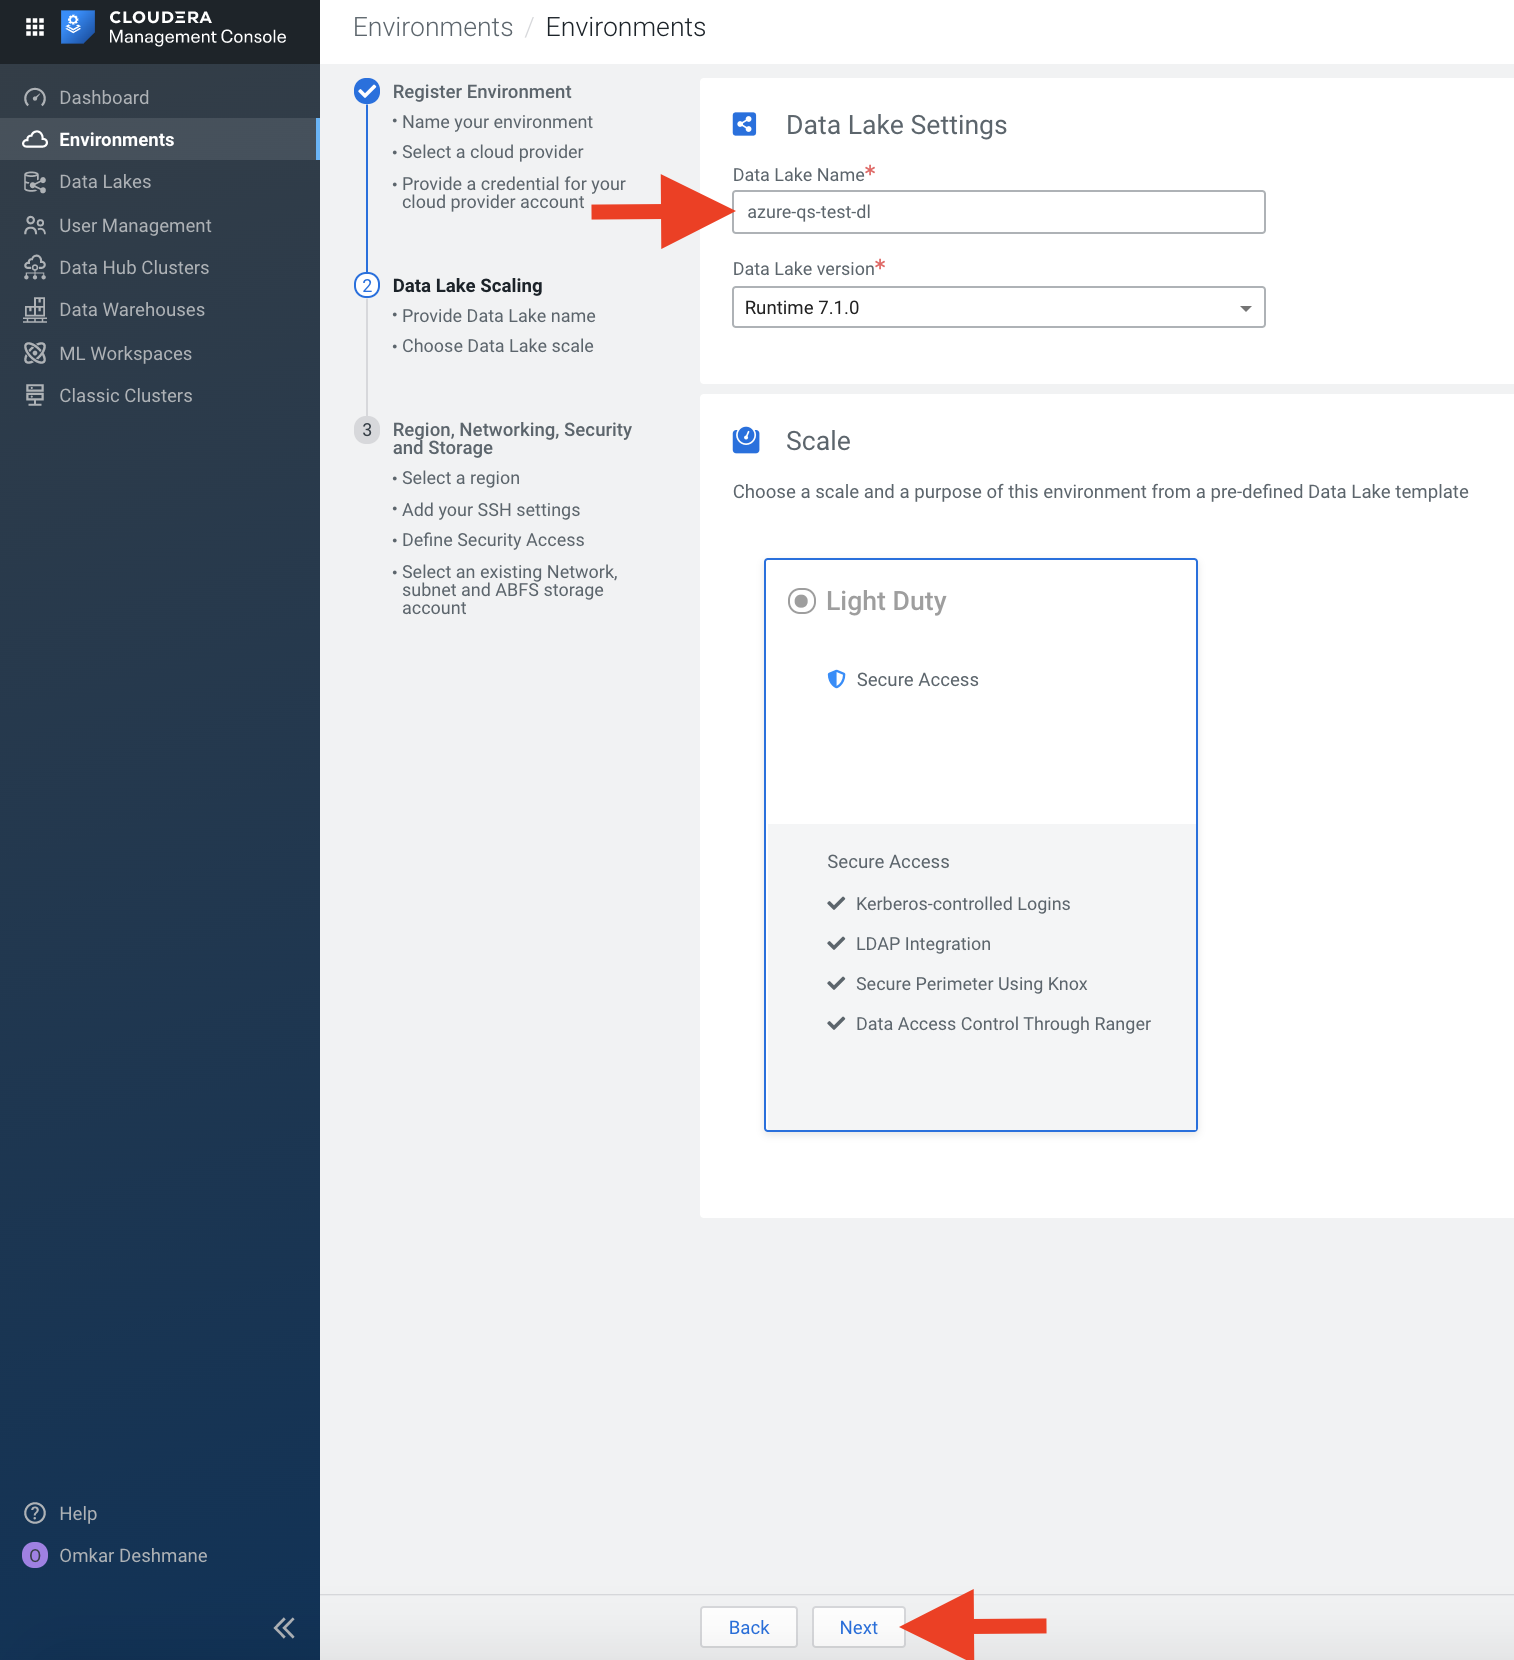 CLOUDERA
Management Console
Dashboard
Environments
Data Lakes
User Management
Data Hub Clusters
Data Warehouses
ML Workspaces
Classic Clusters
Help
O
Omkar Deshmane
Environments / Environments
Register Environment
• Name your environment
• Select a cloud provider
• Provide a credential for your
cloud provider account
2
Data Lake Scaling
• Provide Data Lake name
• Choose Data Lake scale
3
Region, Networking, Security
and Storage
• Select a region
• Add your SSH settings
• Define Security Access
• Select an existing Network,
subnet and ABFS storage
account
Data Lake Settings
Data Lake Name*
azure-qs-test-dl
Data Lake version*
Runtime 7.1.0
Scale
Choose a scale and a purpose of this environment from a pre-defined Data Lake template
Light Duty
Secure Access
Secure Access
Kerberos-controlled Logins
LDAP Integration
Secure Perimeter Using Knox
Data Access Control Through Ranger
Back
Next